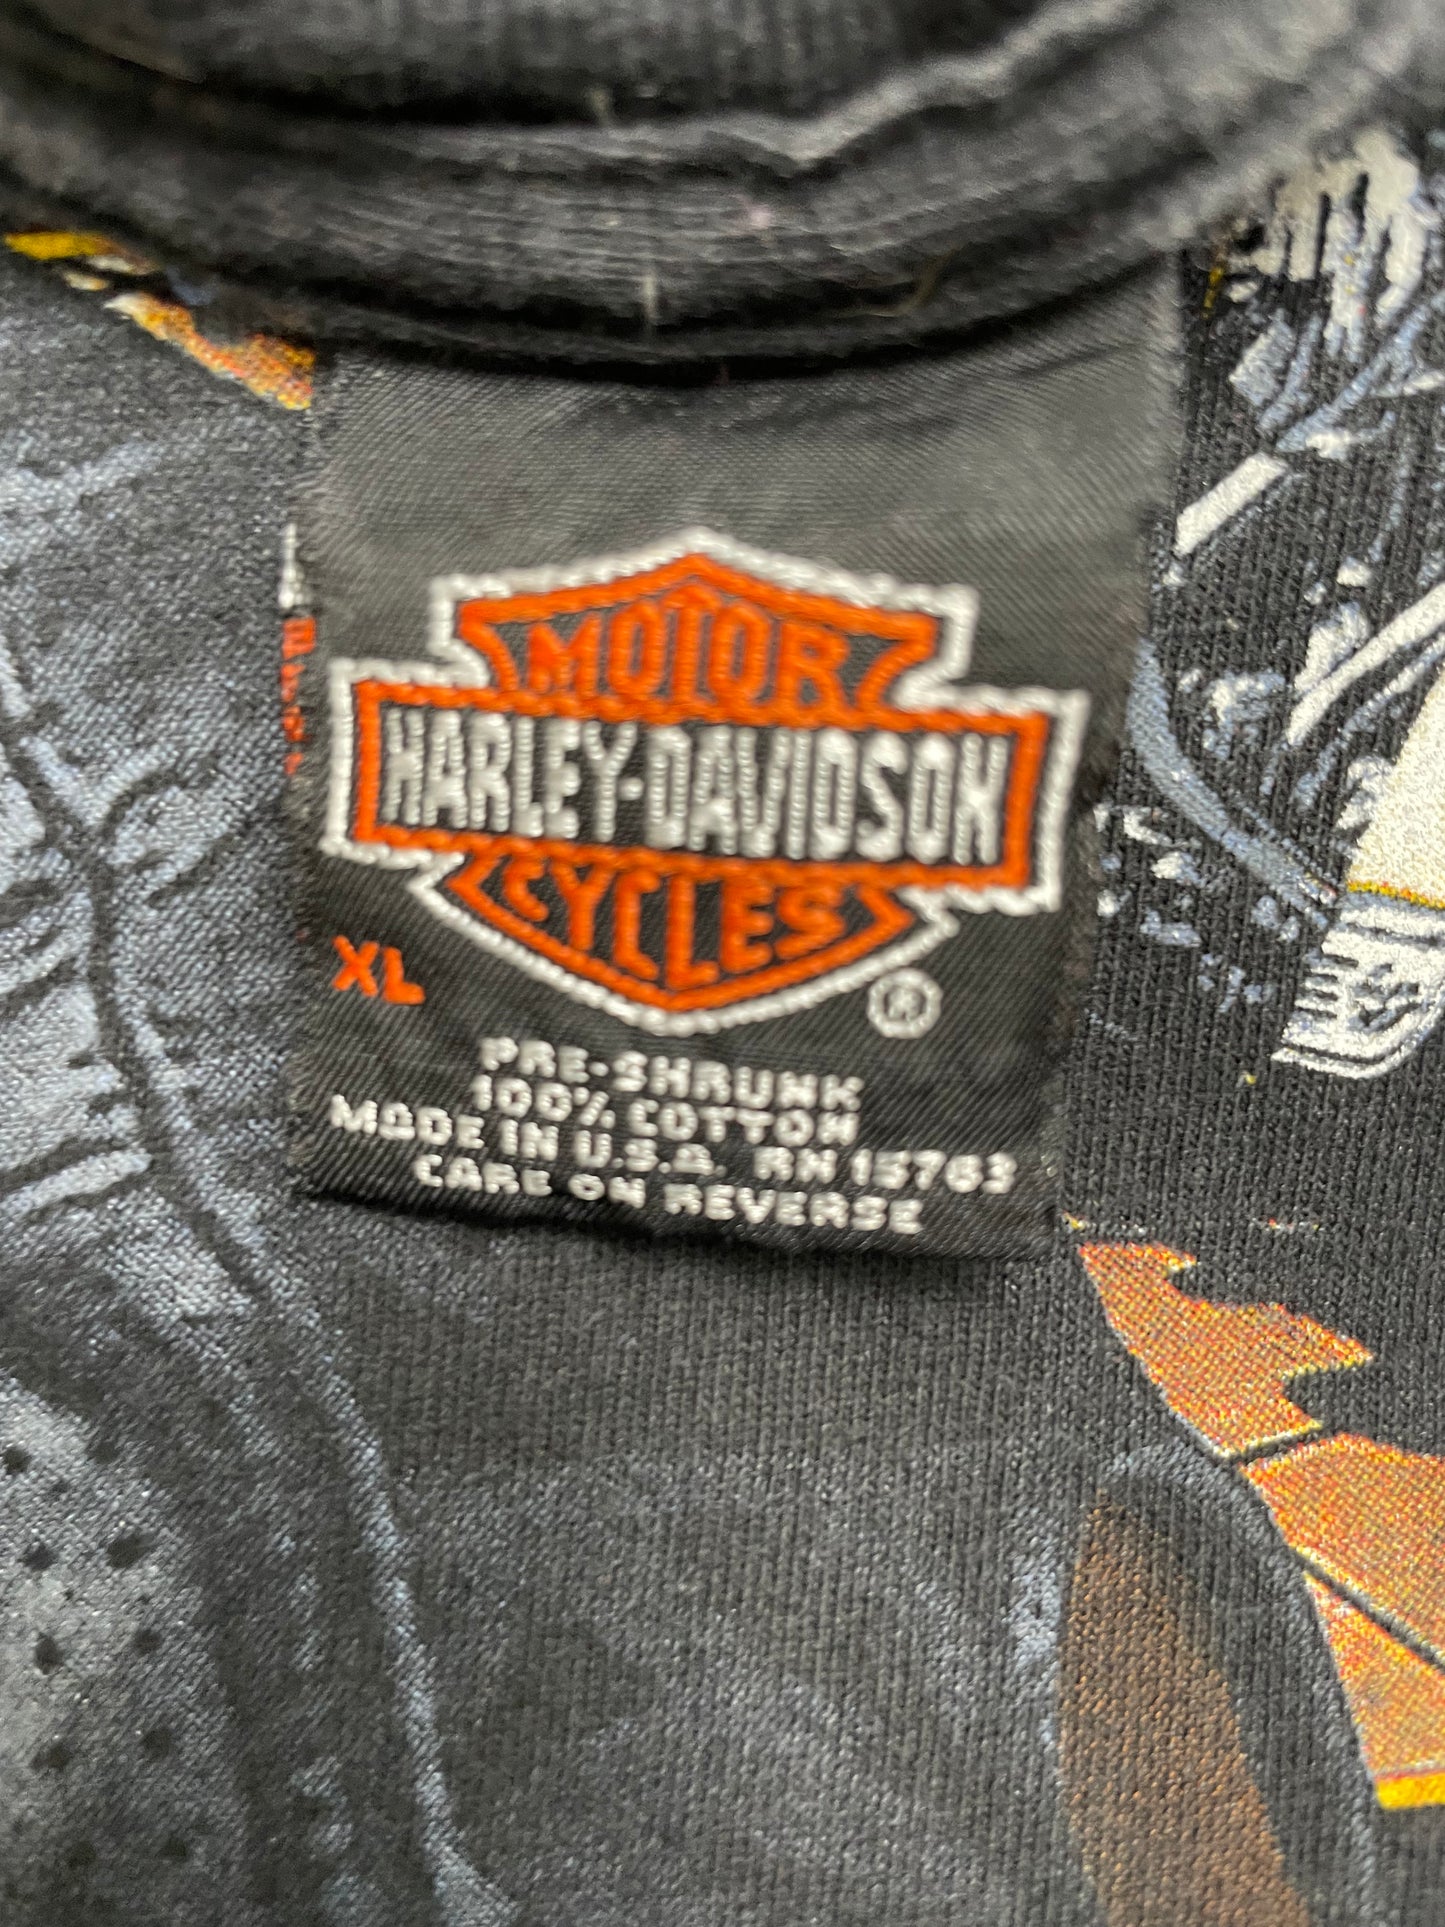 MOTOR
HARLEY-DAVIDSON
CYCLES
XL
®
PRE-SHRUNK
100% COTTON
MADE IN U.S.A. RN 15763
CARE ON REVERSE